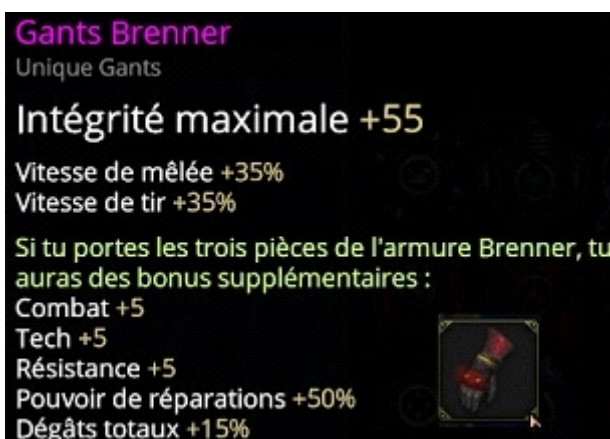 Gants Brenner
Unique Gants
Intégrité maximale +55
Vitesse de mêlée +35%
Vitesse de tir +35%
Si tu portes les trois pièces de l'armure Brenner, tu
auras des bonus supplémentaires :
Combat +5
Tech +5
Résistance +5
Pouvoir de réparations +50%
Dégâts totaux +15%